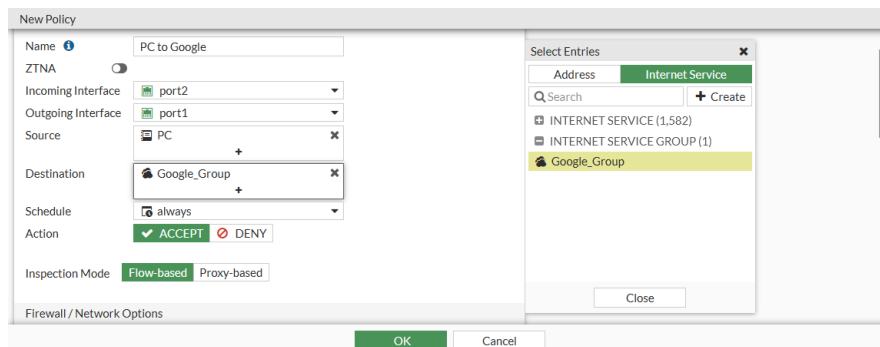 New Policy
Name
PC to Google
ZTNA
Incoming Interface
port2
Outgoing Interface
port1
Source
PC
+
Destination
Google_Group
+
Schedule
always
Action
ACCEPT
DENY
Inspection Mode
Flow-based
Proxy-based
Firewall / Network Options
Select Entries
Address
Internet Service
Search
+ Create
INTERNET SERVICE (1,582)
INTERNET SERVICE GROUP (1)
Google_Group
Close
OK
Cancel